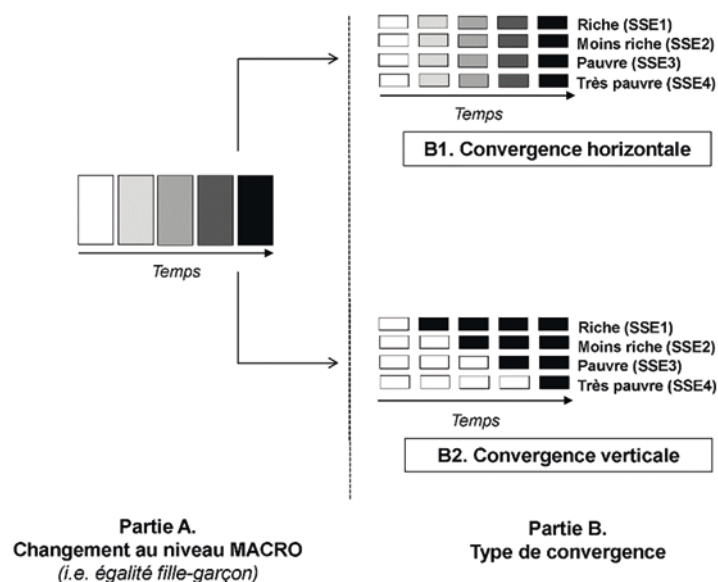 Riche (SSE1)
Moins riche (SSE2)
Pauvre (SSE3)
Très pauvre (SSE4)
Temps
B1. Convergence horizontale
Temps
Riche (SSE1)
Moins riche (SSE2)
Pauvre (SSE3)
Très pauvre (SSE4)
Temps
B2. Convergence verticale
Partie A.
Changement au niveau MACRO
(i.e. égalité fille-garçon)
Partie B.
Type de convergence